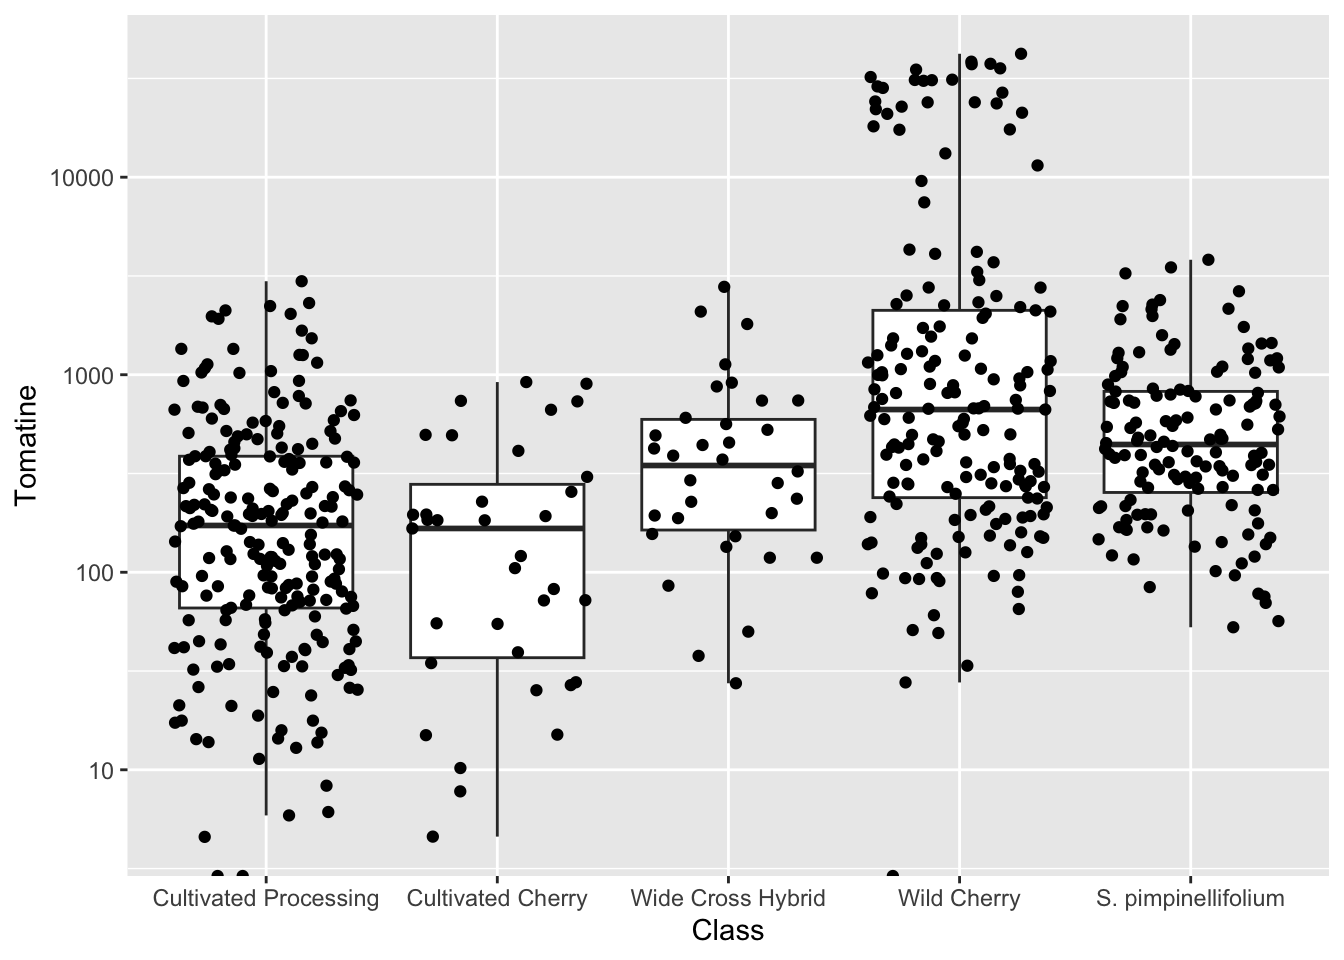 Tomatine
10000
1000
100
10
Cultivated Processing
Cultivated Cherry
Wide Cross Hybrid
Wild Cherry
S. pimpinellifolium
Class